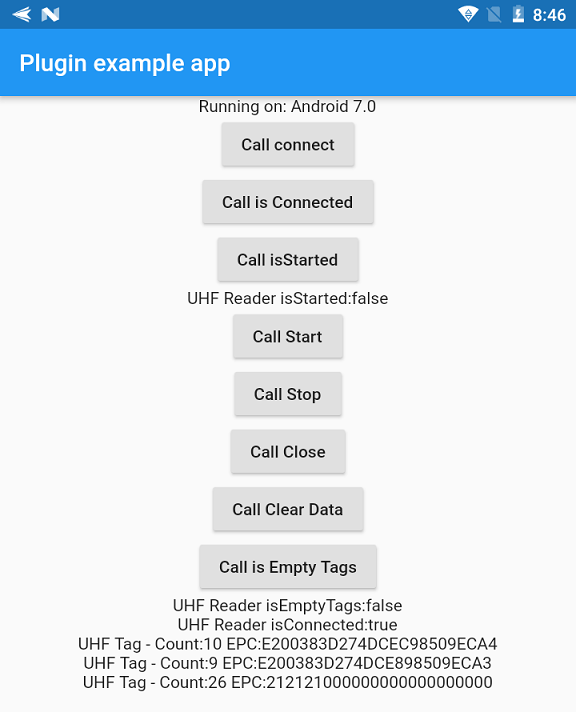 8:46
Plugin example app
Running on: Android 7.0
Call connect
Call is Connected
Call isStarted
UHF Reader isStarted:false
Call Start
Call Stop
Call Close
Call Clear Data
Call is Empty Tags
UHF Reader isEmptyTags:false
UHF Reader isConnected:true
UHF Tag - Count:10 EPC:E200383D274DCEC98509ECA4
UHF Tag - Count:9 EPC:E200383D274DCE898509ECA3
UHF Tag - Count:26 EPC:212121000000000000000000